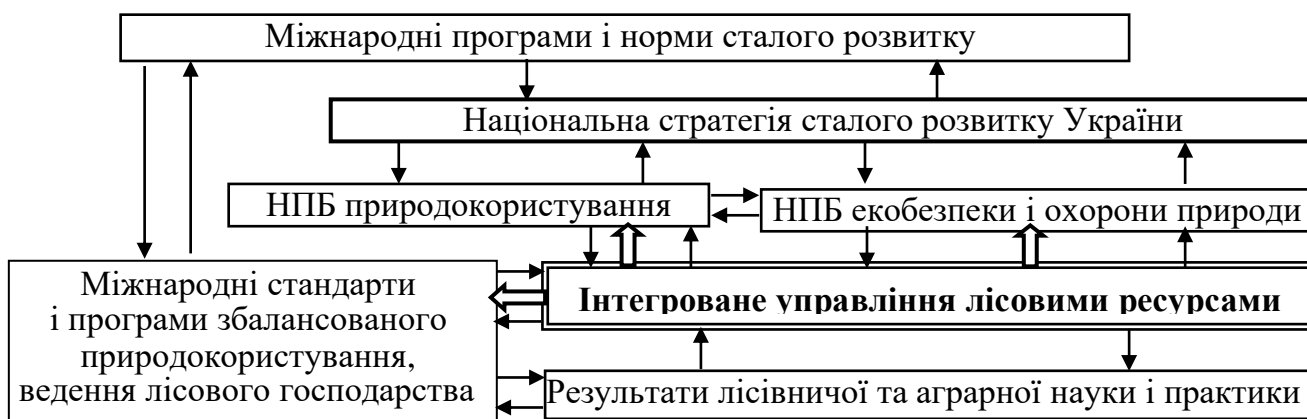 Міжнародні програми і норми сталого розвитку
Національна стратегія сталого розвитку України
НПБ природокористування
НПБ екобезпеки і охорони природи
Міжнародні стандарти
і програми збалансованого
природокористування,
ведення лісового господарства
Інтегроване управління лісовими ресурсами
Результати лісівничої та аграрної науки і практики